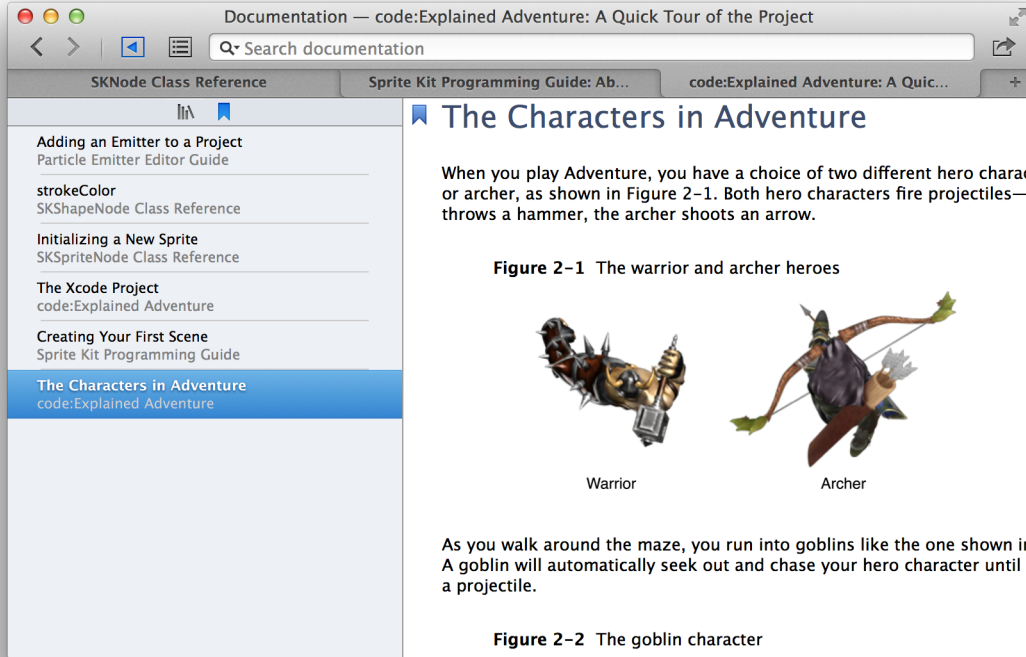 Documentation — code:Explained Adventure: A Quick Tour of the Project
Search documentation
SKNode Class Reference
Sprite Kit Programming Guide: Ab...
code:Explained Adventure: A Quic...
Adding an Emitter to a Project
Particle Emitter Editor Guide
strokeColor
SKShapeNode Class Reference
Initializing a New Sprite
SKSpriteNode Class Reference
The Xcode Project
code:Explained Adventure
Creating Your First Scene
Sprite Kit Programming Guide
The Characters in Adventure
code:Explained Adventure
The Characters in Adventure
When you play Adventure, you have a choice of two different hero charac
or archer, as shown in Figure 2-1. Both hero characters fire projectiles—
throws a hammer, the archer shoots an arrow.
Figure 2-1 The warrior and archer heroes
Warrior
Archer
As you walk around the maze, you run into goblins like the one shown in
A goblin will automatically seek out and chase your hero character until
a projectile.
Figure 2-2 The goblin character